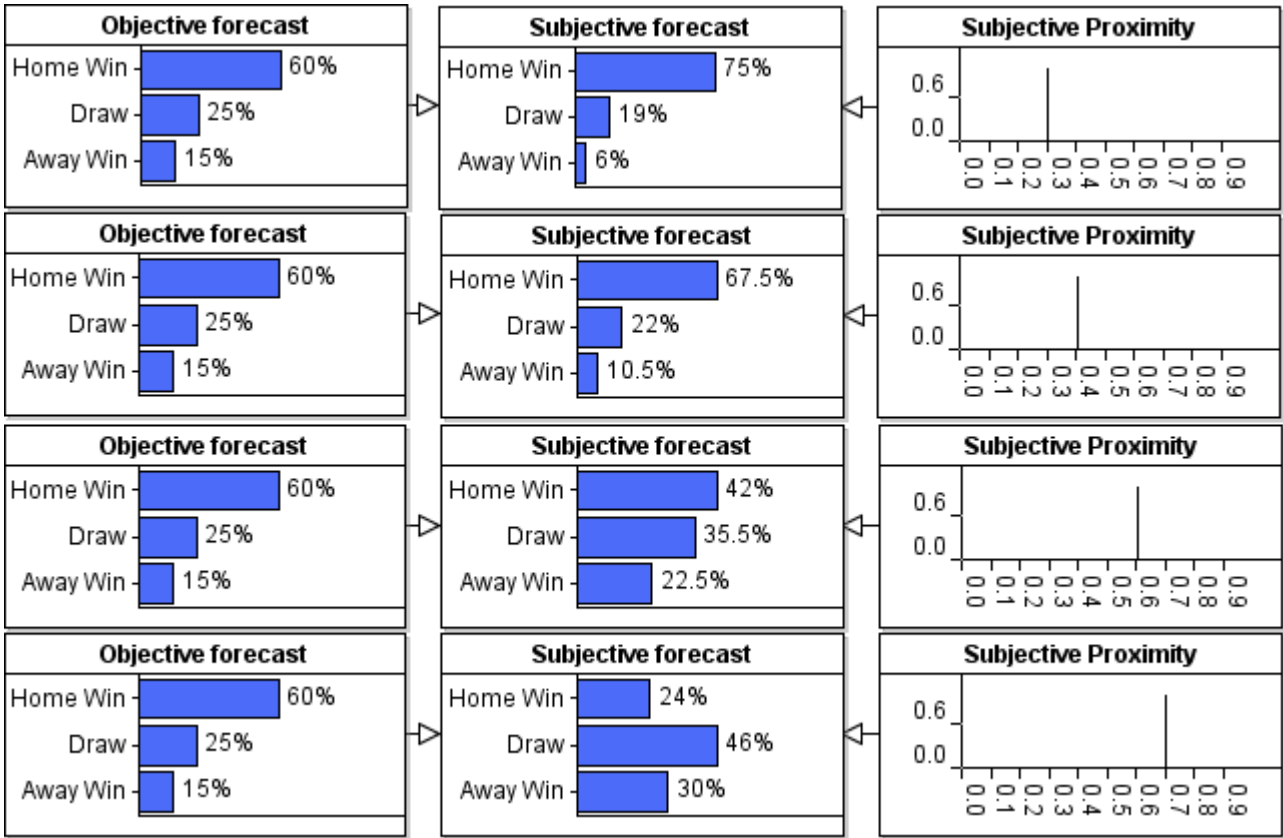 Objective forecast
Home Win 60%
Draw 25%
Away Win 15%
Subjective forecast
Home Win 75%
Draw 19%
Away Win 6%
Subjective Proximity
0.6
0.0
0.0 0.1 0.2 0.3 0.4 0.5 0.6 0.7 0.8 0.9
Objective forecast
Home Win 60%
Draw 25%
Away Win 15%
Subjective forecast
Home Win 67.5%
Draw 22%
Away Win 10.5%
Subjective Proximity
0.6
0.0
0.0 0.1 0.2 0.3 0.4 0.5 0.6 0.7 0.8 0.9
Objective forecast
Home Win 60%
Draw 25%
Away Win 15%
Subjective forecast
Home Win 42%
Draw 35.5%
Away Win 22.5%
Subjective Proximity
0.6
0.0
0.0 0.1 0.2 0.3 0.4 0.5 0.6 0.7 0.8 0.9
Objective forecast
Home Win 60%
Draw 25%
Away Win 15%
Subjective forecast
Home Win 24%
Draw 46%
Away Win 30%
Subjective Proximity
0.6
0.0
0.0 0.1 0.2 0.3 0.4 0.5 0.6 0.7 0.8 0.9